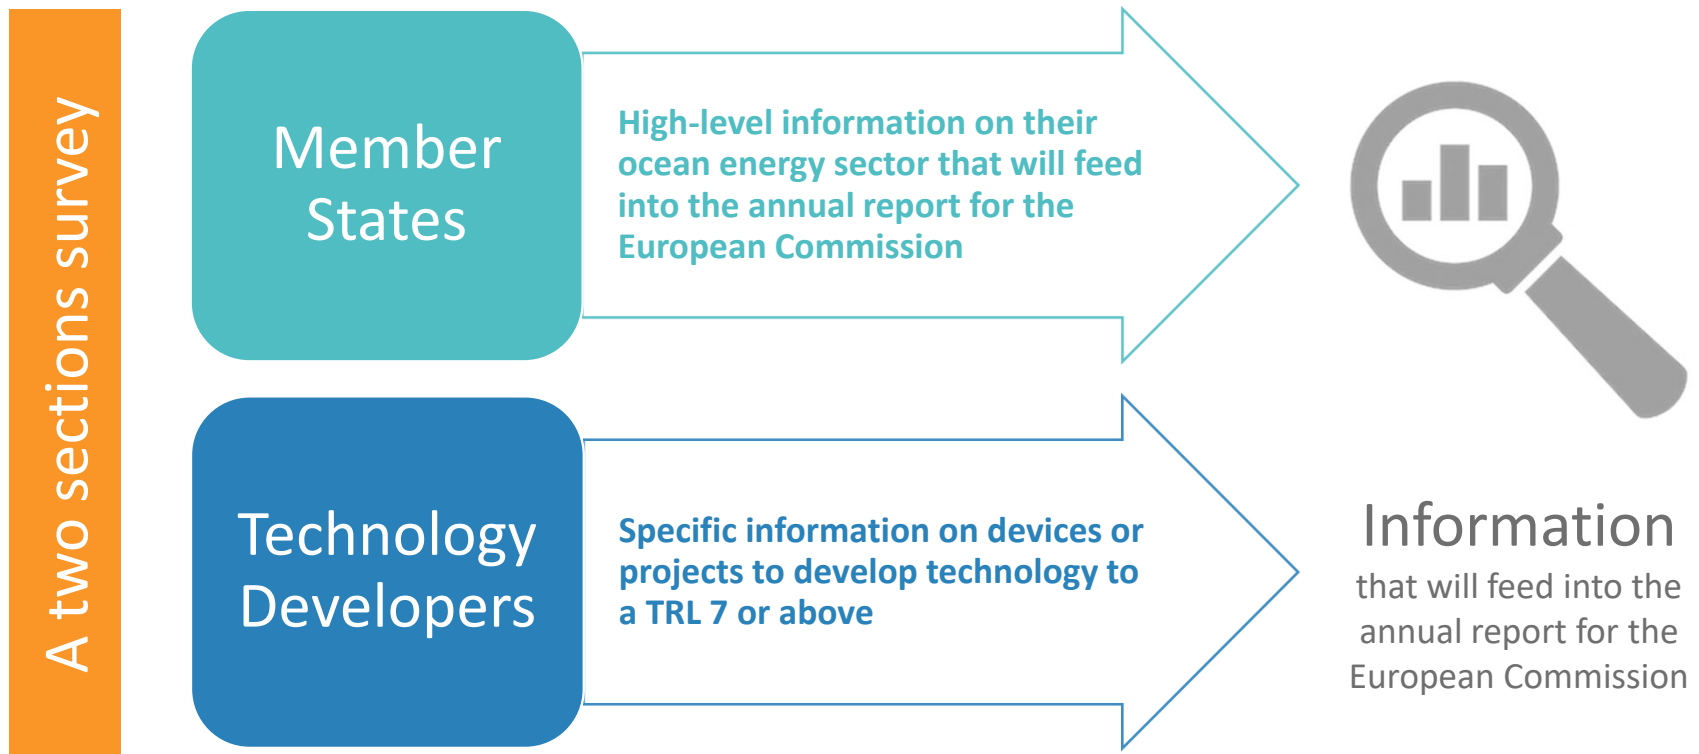 A two sections survey
Member
States
High-level information on their
ocean energy sector that will feed
into the annual report for the
European Commission
Technology
Developers
Specific information on devices or
projects to develop technology to
a TRL 7 or above
Information
that will feed into the
annual report for the
European Commission